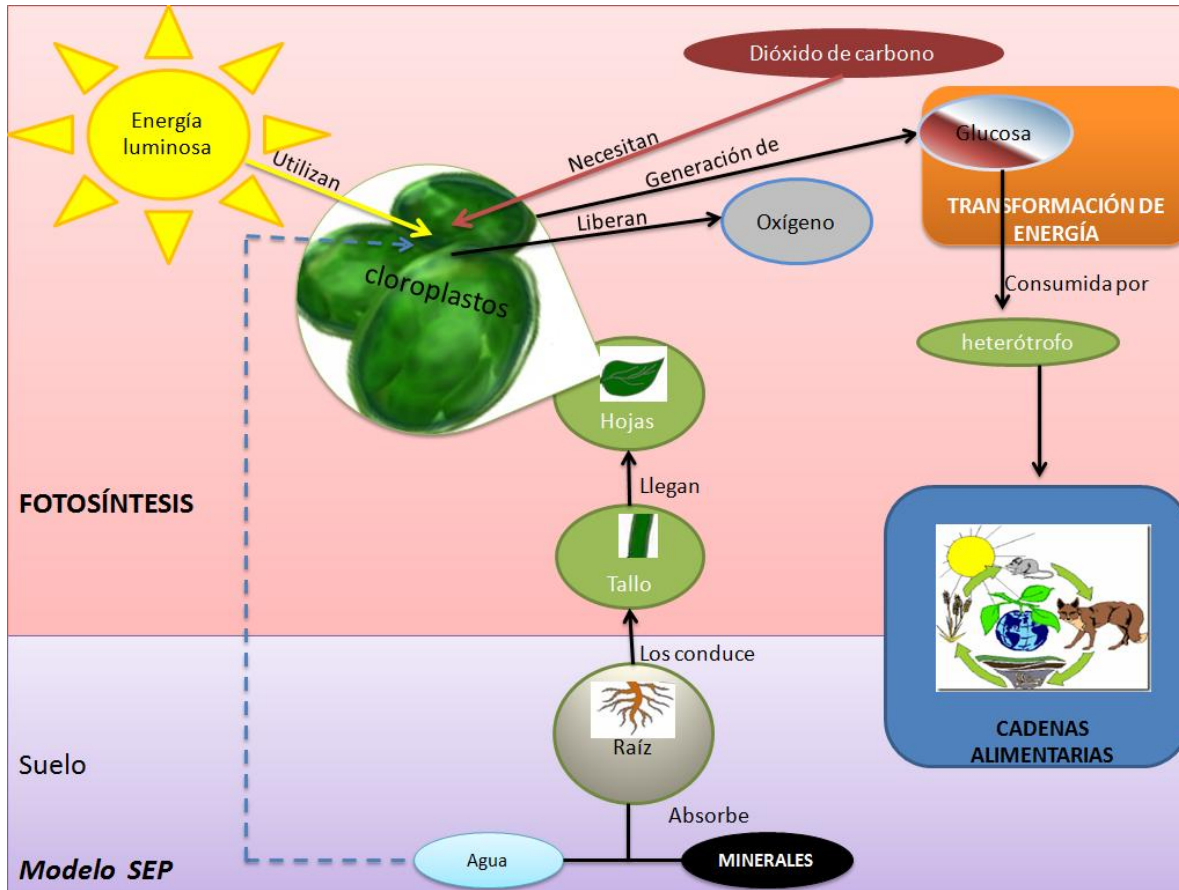 Dióxido de carbono
Energía
luminosa
Utilizan
Necesitan
Generación de
Glucosa
Liberan
Oxígeno
TRANSFORMACIÓN DE
ENERGÍA
cloroplastos
Consumida por
heterótrofo
Hojas
Llegan
FOTOSÍNTESIS
Tallo
Los conduce
Raíz
CADENAS
ALIMENTARIAS
Suelo
Absorbe
Agua
MINERALES
Modelo SEP